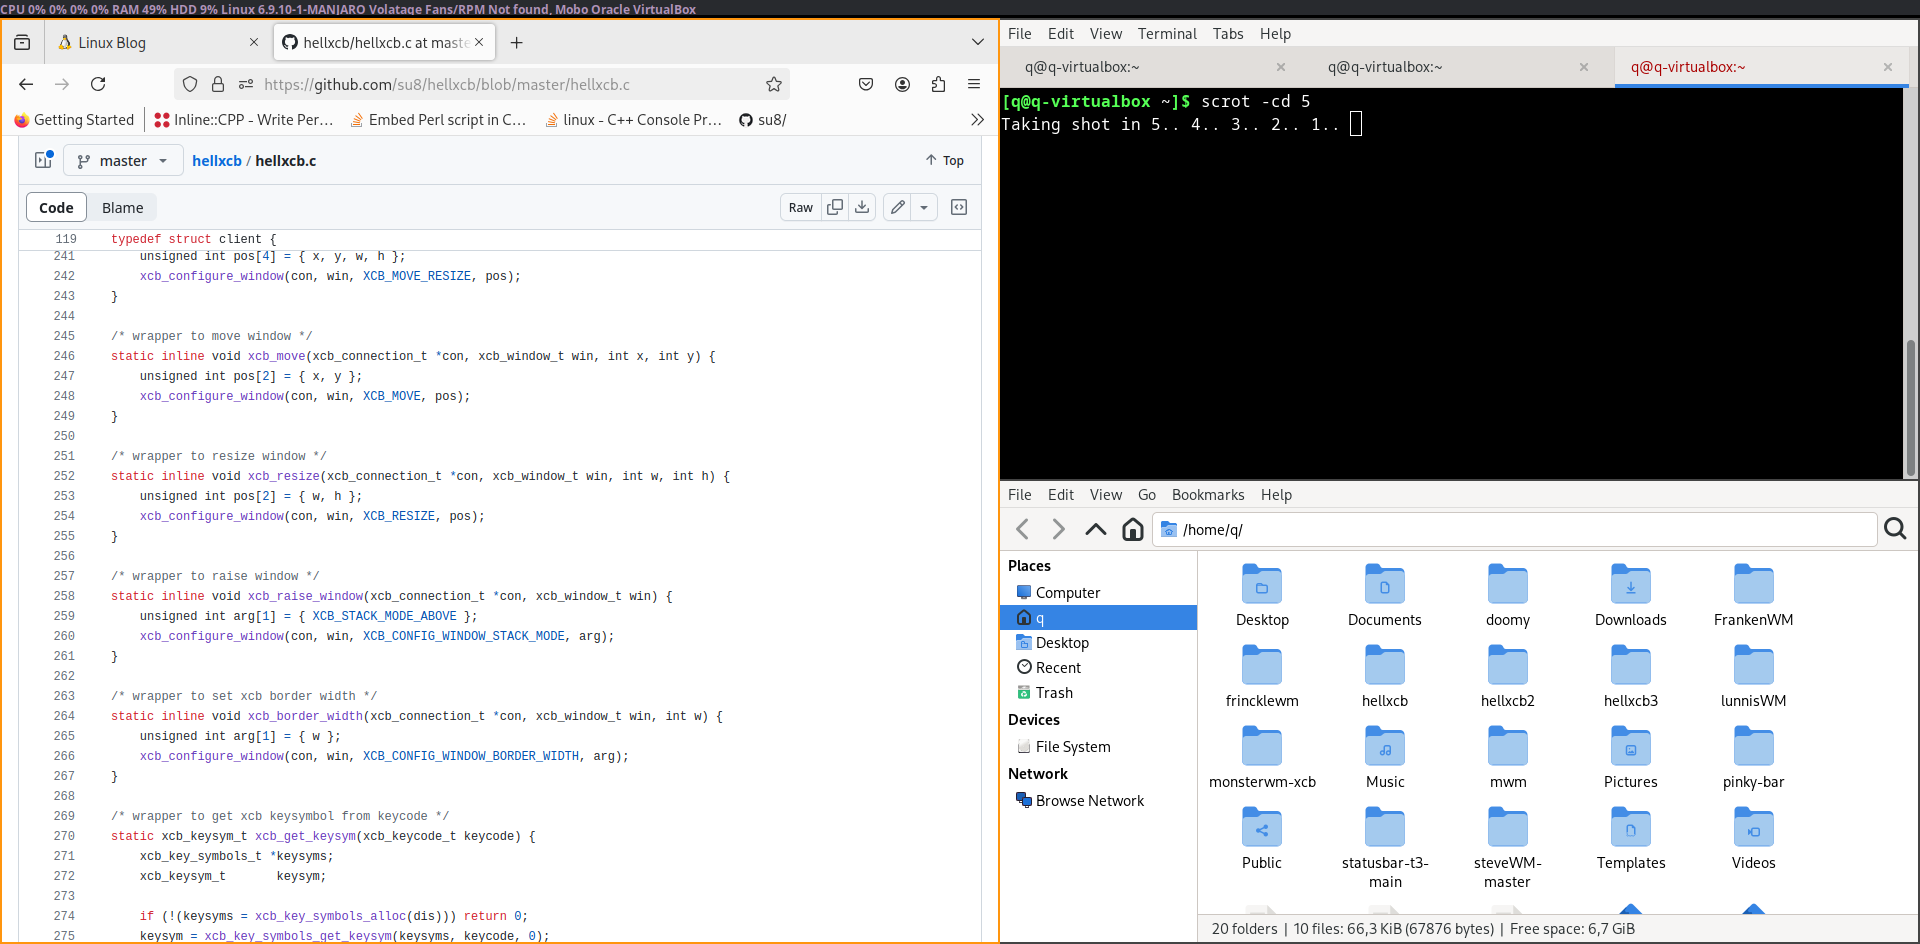 CPU 0% 0% 0% 0% RAM 49% HDD 9% Linux 6.9.10-1-MANJARO Volatage Fans/RPM Not found, Mobo Oracle VirtualBox
Linux Blog
hellxcb/hellxcb.c at maste
https://github.com/su8/hellxcb/blob/master/hellxcb.c
Getting Started
Inline::CPP - Write Per…
Embed Perl script in C…
linux - C++ Console Pr…
su8/
master
hellxcb / hellxcb.c
Top
Code
Blame
Raw
119 typedef struct client {
241     unsigned int pos[4] = { x, y, w, h };
242     xcb_configure_window(con, win, XCB_MOVE_RESIZE, pos);
243 }
244
245 /* wrapper to move window */
246 static inline void xcb_move(xcb_connection_t *con, xcb_window_t win, int x, int y) {
247     unsigned int pos[2] = { x, y };
248     xcb_configure_window(con, win, XCB_MOVE, pos);
249 }
250
251 /* wrapper to resize window */
252 static inline void xcb_resize(xcb_connection_t *con, xcb_window_t win, int w, int h) {
253     unsigned int pos[2] = { w, h };
254     xcb_configure_window(con, win, XCB_RESIZE, pos);
255 }
256
257 /* wrapper to raise window */
258 static inline void xcb_raise_window(xcb_connection_t *con, xcb_window_t win) {
259     unsigned int arg[1] = { XCB_STACK_MODE_ABOVE };
260     xcb_configure_window(con, win, XCB_CONFIG_WINDOW_STACK_MODE, arg);
261 }
262
263 /* wrapper to set xcb border width */
264 static inline void xcb_border_width(xcb_connection_t *con, xcb_window_t win, int w) {
265     unsigned int arg[1] = { w };
266     xcb_configure_window(con, win, XCB_CONFIG_WINDOW_BORDER_WIDTH, arg);
267 }
268
269 /* wrapper to get xcb keysymbol from keycode */
270 static xcb_keysym_t xcb_get_keysym(xcb_keycode_t keycode) {
271     xcb_key_symbols_t *keysyms;
272     xcb_keysym_t       keysym;
273
274     if (!(keysyms = xcb_key_symbols_alloc(dis))) return 0;
275     keysym = xcb_key_symbols_get_keysym(keysyms, keycode, 0);
File Edit View Terminal Tabs Help
q@q-virtualbox:~
q@q-virtualbox:~
q@q-virtualbox:~
[q@q-virtualbox ~]$ scrot -cd 5
Taking shot in 5.. 4.. 3.. 2.. 1..
File Edit View Go Bookmarks Help
/home/q/
Places
Computer
q
Desktop
Recent
Trash
Devices
File System
Network
Browse Network
Desktop
Documents
doomy
Downloads
FrankenWM
frincklewm
hellxcb
hellxcb2
hellxcb3
lunnisWM
monsterwm-xcb
Music
mwm
Pictures
pinky-bar
Public
statusbar-t3-
main
steveWM-
master
Templates
Videos
20 folders | 10 files: 66,3 KiB (67876 bytes) | Free space: 6,7 GiB